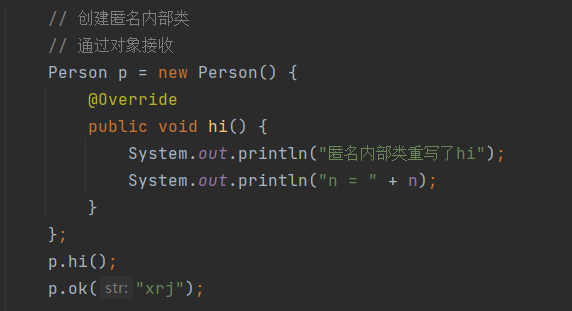 // 创建匿名内部类
// 通过对象接收
Person p = new Person() {
@Override
public void hi() {
System.out.println("匿名内部类重写了hi");
System.out.println("n = " + n);
}
};
p.hi();
p.ok( str: "xrj");